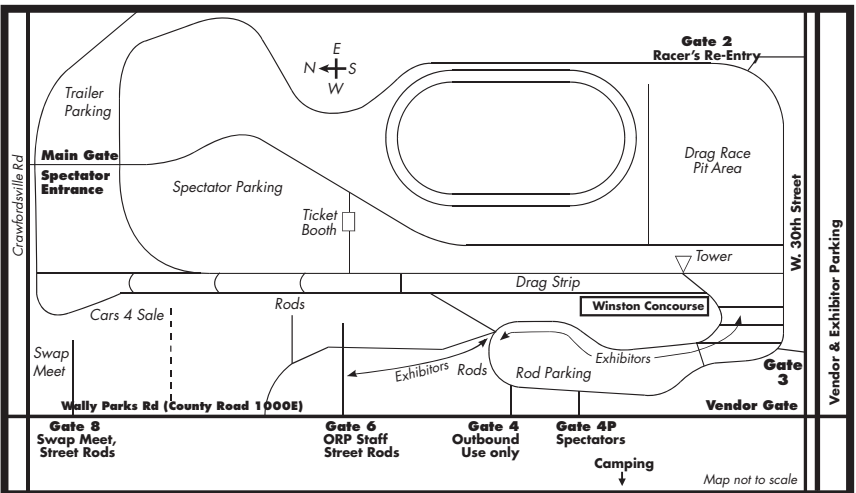 Gate 2
Racer's Re-Entry
E
N
S
W
Trailer
Parking
Main Gate
Spectator
Entrance
Crawfordsville Rd
Spectator Parking
Ticket
Booth
Drag Race
Pit Area
W. 30th Street
Vendor & Exhibitor Parking
Tower
Drag Strip
Winston Concourse
Cars 4 Sale
Rods
Swap
Meet
Exhibitors
Rods
Rod Parking
Exhibitors
Gate
3
Wally Parks Rd (County Road 1000E)
Vendor Gate
Gate 8
Swap Meet,
Street Rods
Gate 6
ORP Staff
Street Rods
Gate 4
Outbound
Use only
Gate 4P
Spectators
Camping
Map not to scale